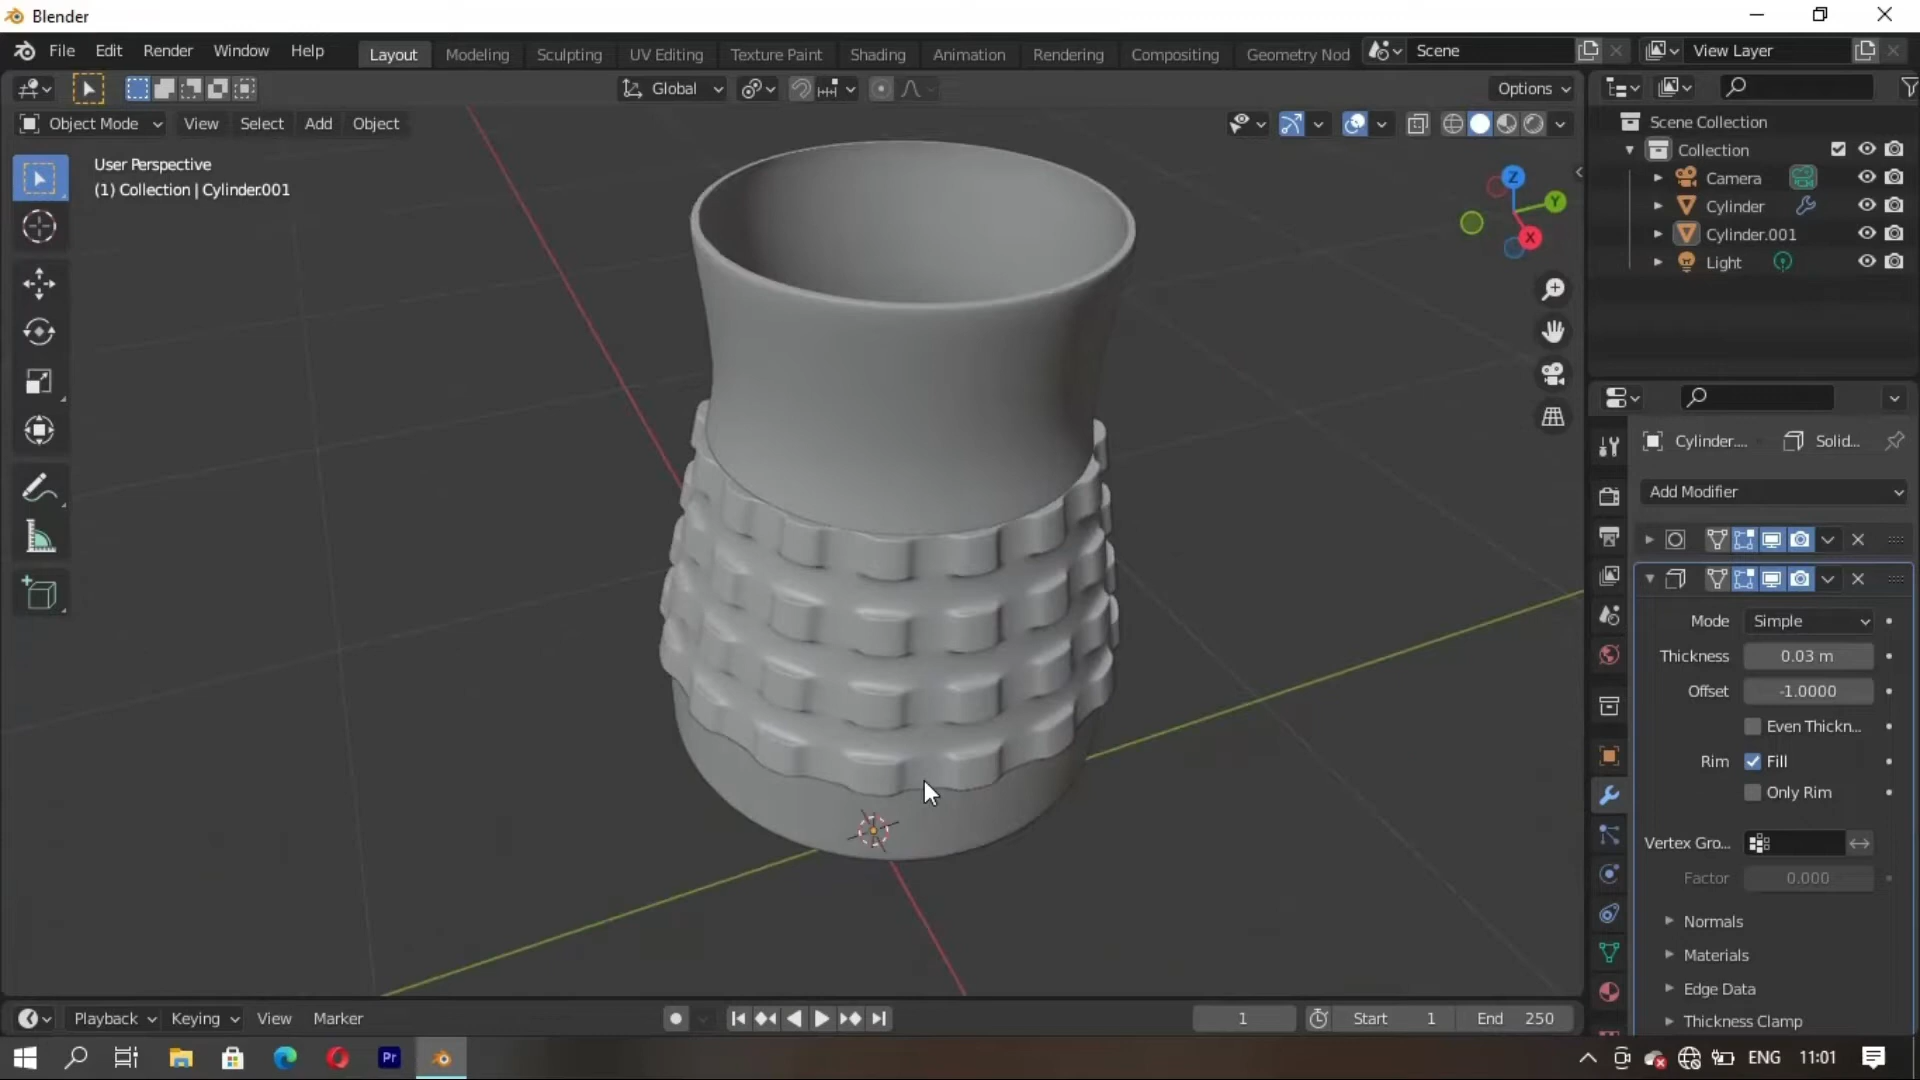 Blender
File Edit Render Window Help Layout Modeling Sculpting UV Editing Texture Paint Shading Animation Rendering Compositing Geometry Nod Scene View Layer
Global Options
Object Mode View Select Add Object
User Perspective
(1) Collection | Cylinder.001
Z
Y
X
Scene Collection
Collection
Camera
Cylinder
Cylinder.001
Light
Cylinder.... Solid...
Add Modifier
Mode Simple
Thickness 0.03 m
Offset -1.0000
Even Thickn...
Rim Fill
Only Rim
Vertex Gro...
Factor 0.000
Normals
Materials
Edge Data
Thickness Clamp
Playback Keying View Marker 1 Start 1 End 250
Pr ENG 11:01